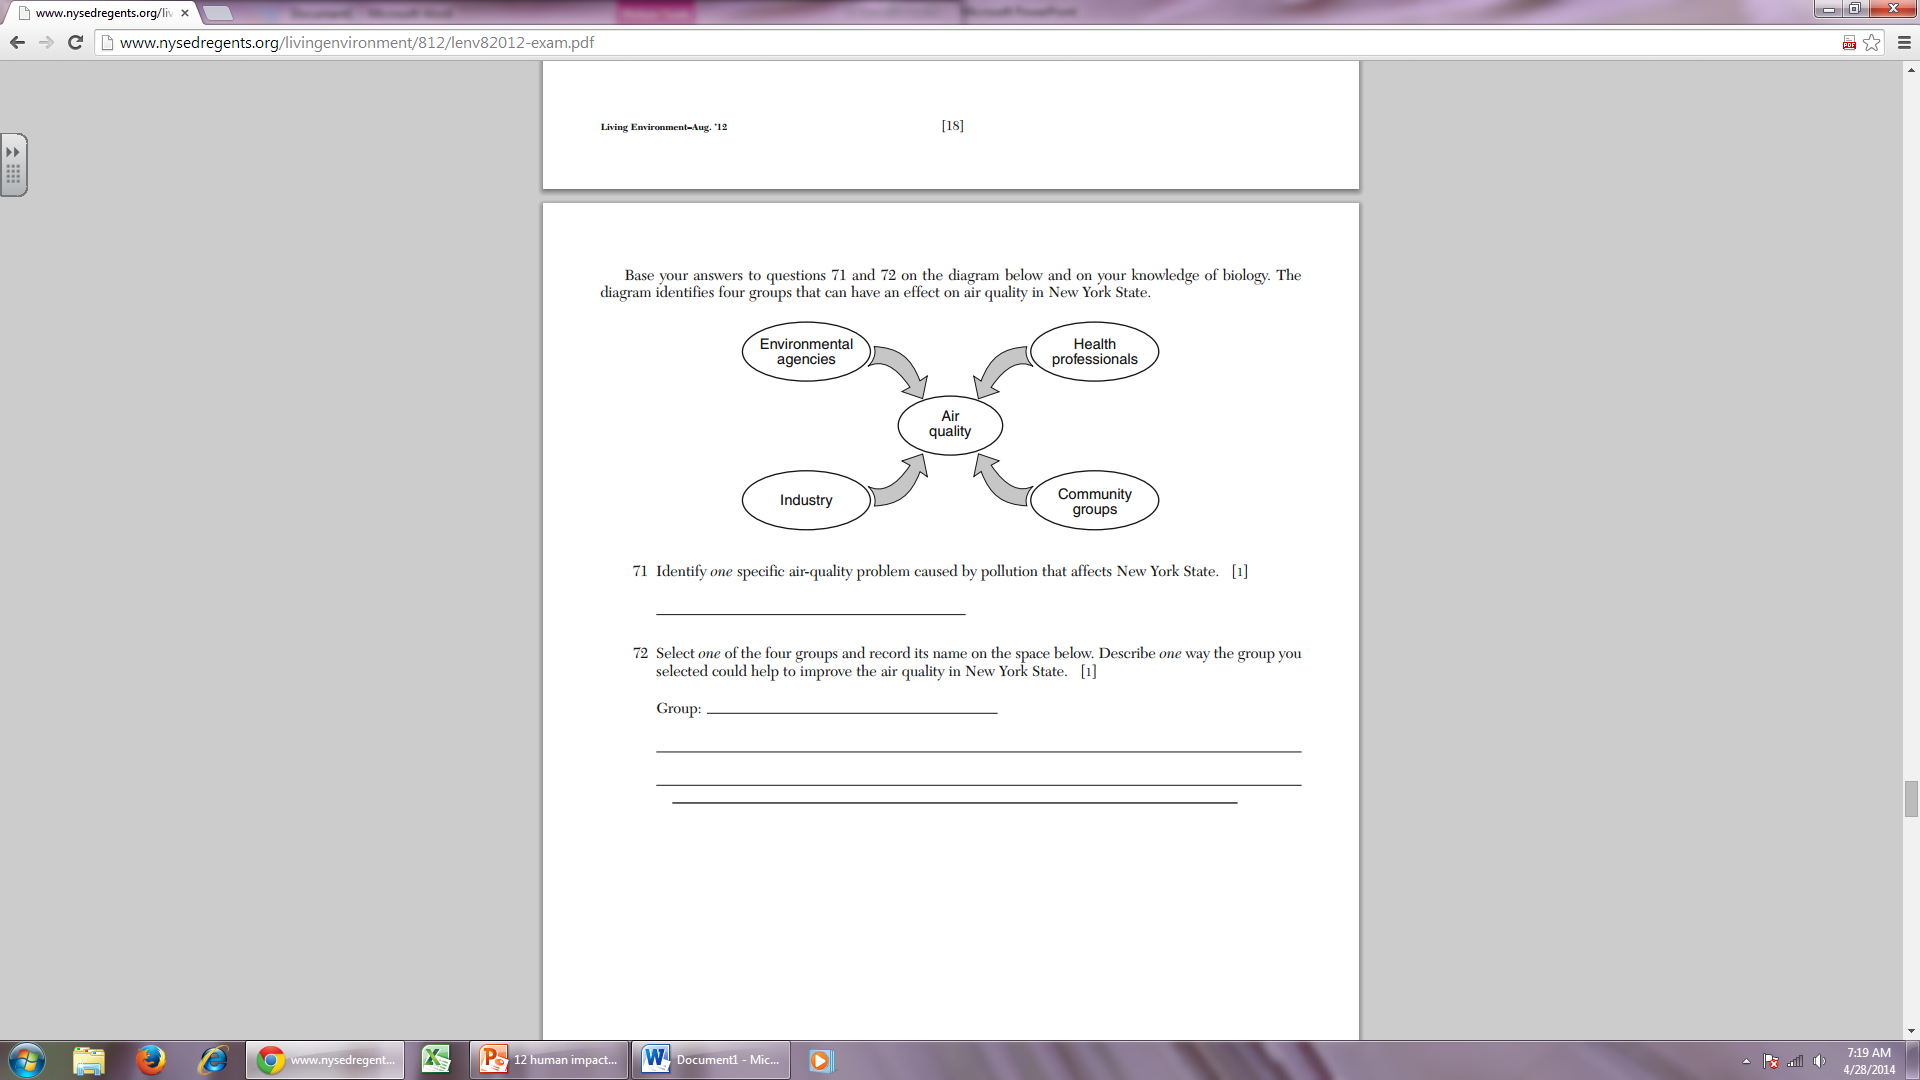 www.nysedregents.org/liv
www.nysedregents.org/livingenvironment/812/lenv82012-exam.pdf
Living Environment–Aug. '12 [18]
Base your answers to questions 71 and 72 on the diagram below and on your knowledge of biology. The
diagram identifies four groups that can have an effect on air quality in New York State.
Environmental
agencies
Health
professionals
Air
quality
Industry
Community
groups
71 Identify one specific air-quality problem caused by pollution that affects New York State. [1]
72 Select one of the four groups and record its name on the space below. Describe one way the group you
selected could help to improve the air quality in New York State. [1]
Group:
www.nysedregent...
12 human impact...
Document1 - Mic...
7:19 AM
4/28/2014